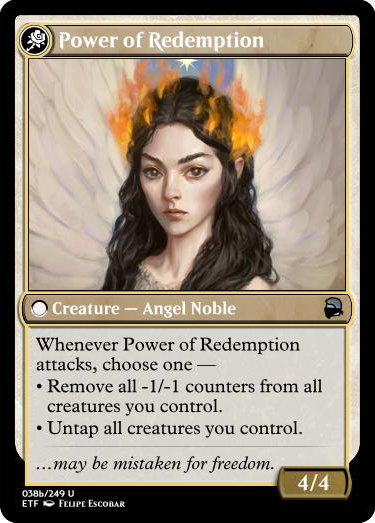 Power of Redemption
Creature — Angel Noble
Whenever Power of Redemption
attacks, choose one —
• Remove all -1/-1 counters from all
creatures you control.
• Untap all creatures you control.
…may be mistaken for freedom.
4/4
038b/249 U
ETF Felipe Escobar